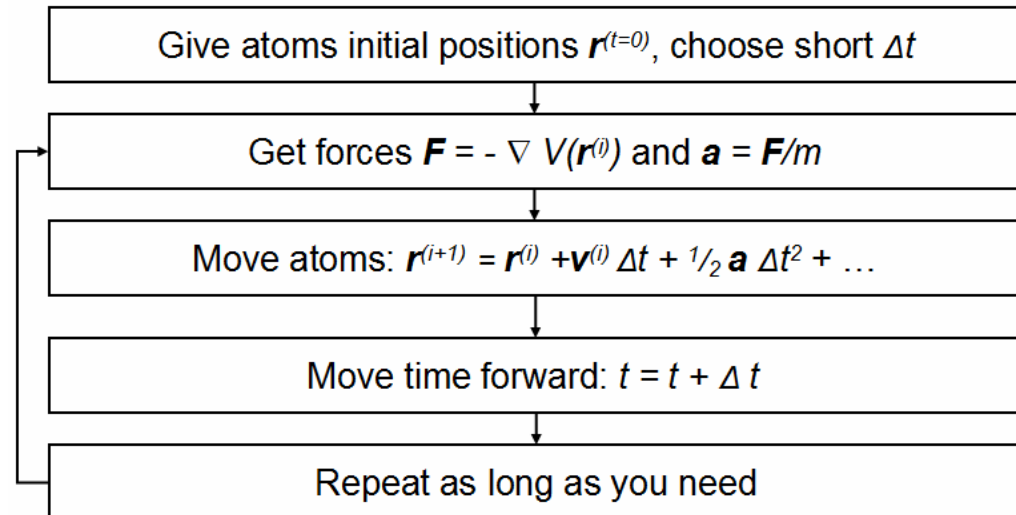 Give atoms initial positions r⁽ᵗ⁼⁰⁾, choose short Δt
Get forces F = - ∇ V(r⁽ⁱ⁾) and a = F/m
Move atoms: r⁽ⁱ⁺¹⁾ = r⁽ⁱ⁾ +v⁽ⁱ⁾ Δt + ¹/₂ a Δt² + ...
Move time forward: t = t + Δ t
Repeat as long as you need